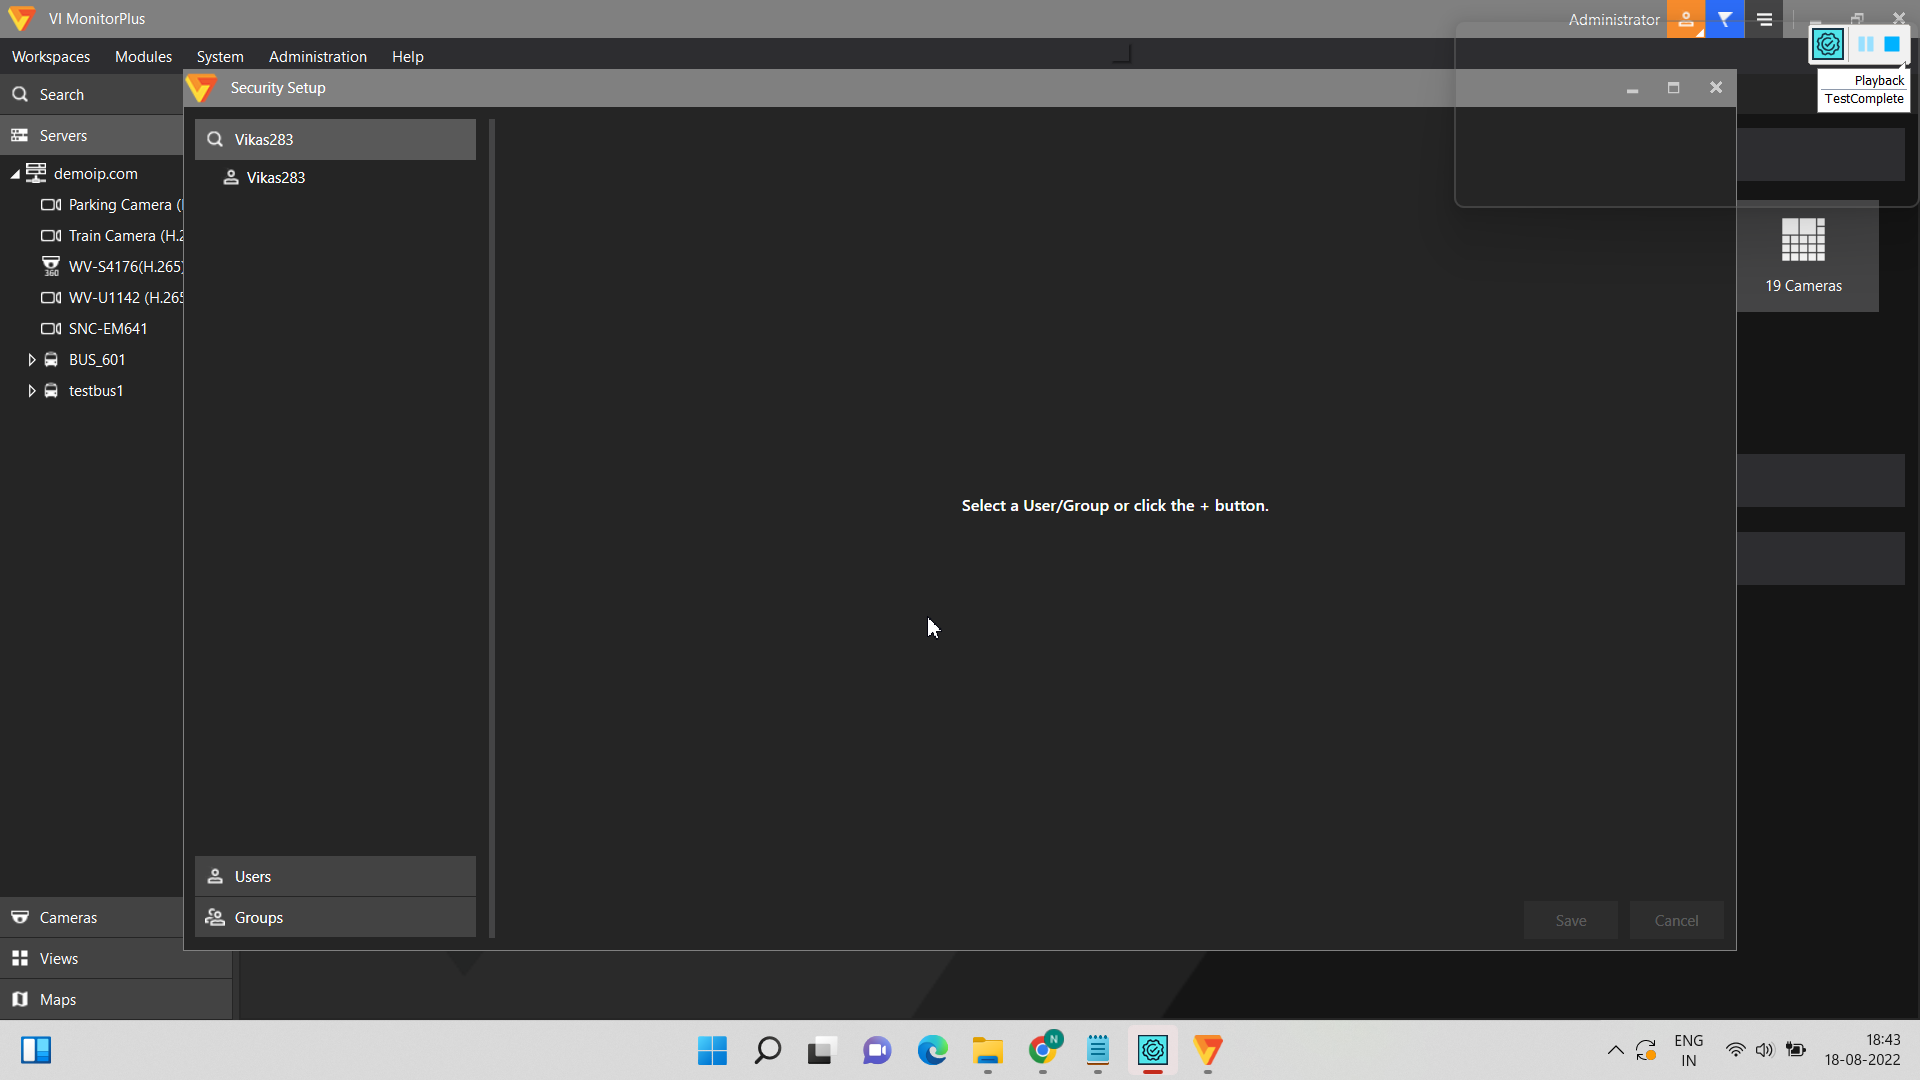 VI MonitorPlus
Administrator
Workspaces Modules System Administration Help
Playback
TestComplete
Search
Servers
demoip.com
Parking Camera (
Train Camera (H.2
WV-S4176(H.265)
WV-U1142 (H.265
SNC-EM641
BUS_601
testbus1
Cameras
Views
Maps
Security Setup
Vikas283
Vikas283
Select a User/Group or click the + button.
Users
Groups
Save Cancel
19 Cameras
360
N
ENG
IN
18:43
18-08-2022